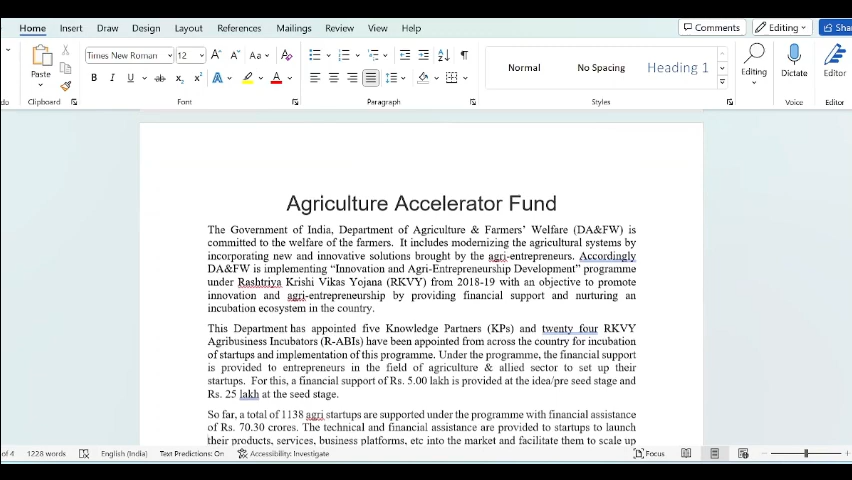 Home Insert Draw Design Layout References Mailings Review View Help Comments Editing
Times New Roman 12 A A Aa A Normal No Spacing Heading 1
Paste Editing Dictate Editor
B I U ab x₂ x² A A
Clipboard Font Paragraph Styles Voice Editor
Agriculture Accelerator Fund
The Government of India, Department of Agriculture & Farmers' Welfare (DA&FW) is
committed to the welfare of the farmers. It includes modernizing the agricultural systems by
incorporating new and innovative solutions brought by the agri-entrepreneurs. Accordingly
DA&FW is implementing "Innovation and Agri-Entrepreneurship Development" programme
under Rashtriya Krishi Vikas Yojana (RKVY) from 2018-19 with an objective to promote
innovation and agri-entrepreneurship by providing financial support and nurturing an
incubation ecosystem in the country.
This Department has appointed five Knowledge Partners (KPs) and twenty four RKVY
Agribusiness Incubators (R-ABIs) have been appointed from across the country for incubation
of startups and implementation of this programme. Under the programme, the financial support
is provided to entrepreneurs in the field of agriculture & allied sector to set up their
startups. For this, a financial support of Rs. 5.00 lakh is provided at the idea/pre seed stage and
Rs. 25 lakh at the seed stage.
So far, a total of 1138 agri startups are supported under the programme with financial assistance
of Rs. 70.30 crores. The technical and financial assistance are provided to startups to launch
their products, services, business platforms, etc into the market and facilitate them to scale up
of 4 1228 words English (India) Text Predictions: On Accessibility: Investigate Focus